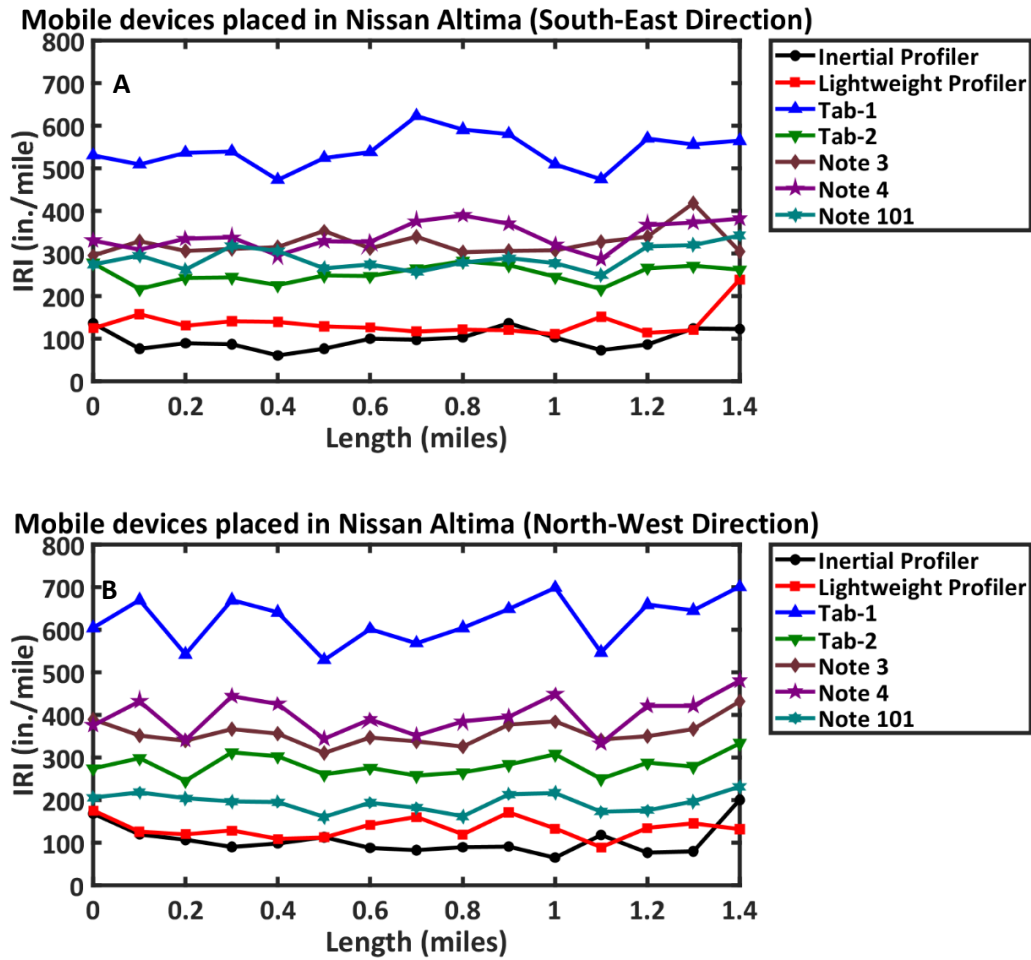 Mobile devices placed in Nissan Altima (South-East Direction)
A
IRI (in./mile)
800
700
600
500
400
300
200
100
0
0 0.2 0.4 0.6 0.8 1 1.2 1.4
Length (miles)
Inertial Profiler
Lightweight Profiler
Tab-1
Tab-2
Note 3
Note 4
Note 101
Mobile devices placed in Nissan Altima (North-West Direction)
B
IRI (in./mile)
800
700
600
500
400
300
200
100
0
0 0.2 0.4 0.6 0.8 1 1.2 1.4
Length (miles)
Inertial Profiler
Lightweight Profiler
Tab-1
Tab-2
Note 3
Note 4
Note 101